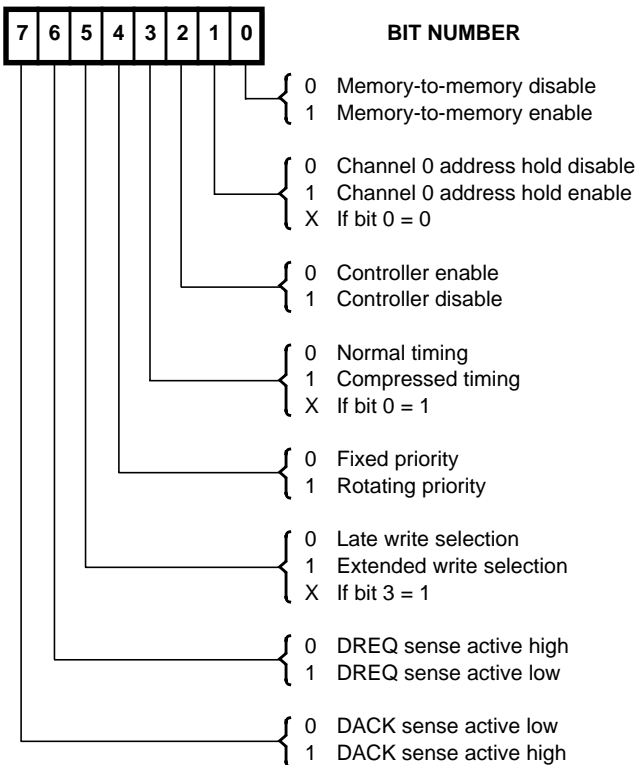 7 6 5 4 3 2 1 0 BIT NUMBER
0 Memory-to-memory disable
1 Memory-to-memory enable
0 Channel 0 address hold disable
1 Channel 0 address hold enable
X If bit 0 = 0
0 Controller enable
1 Controller disable
0 Normal timing
1 Compressed timing
X If bit 0 = 1
0 Fixed priority
1 Rotating priority
0 Late write selection
1 Extended write selection
X If bit 3 = 1
0 DREQ sense active high
1 DREQ sense active low
0 DACK sense active low
1 DACK sense active high